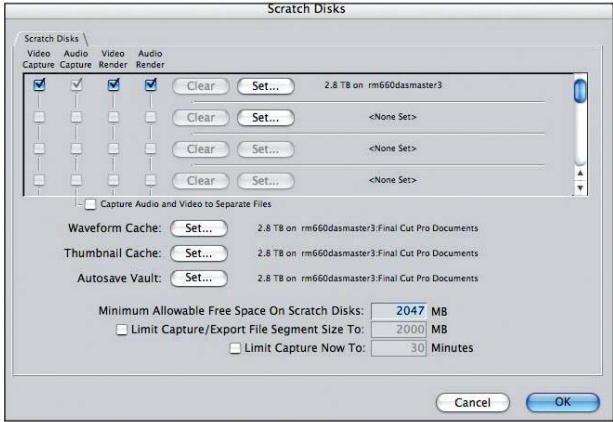 Scratch Disks
Scratch Disks
Video Audio Video Audio
Capture Capture Render Render
Clear Set... 2.8 TB on rm660dasmaster3
Clear Set... <None Set>
Clear Set... <None Set>
Clear Set... <None Set>
Capture Audio and Video to Separate Files
Waveform Cache: Set... 2.8 TB on rm660dasmaster3:Final Cut Pro Documents
Thumbnail Cache: Set... 2.8 TB on rm660dasmaster3:Final Cut Pro Documents
Autosave Vault: Set... 2.8 TB on rm660dasmaster3:Final Cut Pro Documents
Minimum Allowable Free Space On Scratch Disks: 2047 MB
Limit Capture/Export File Segment Size To: 2000 MB
Limit Capture Now To: 30 Minutes
Cancel OK